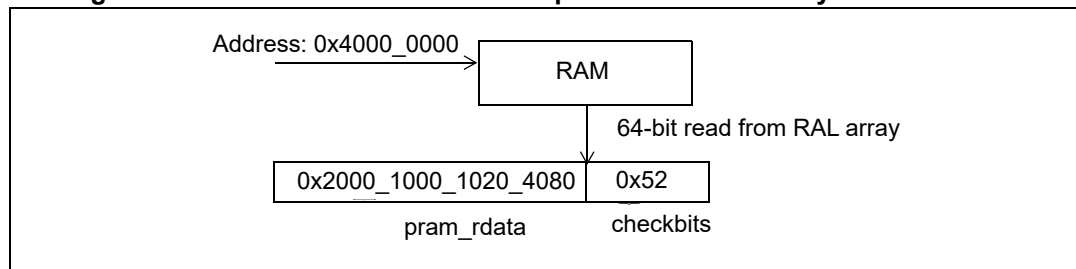 Address: 0x4000_0000
RAM
64-bit read from RAL array
0x2000_1000_1020_4080 0x52
pram_rdata checkbits